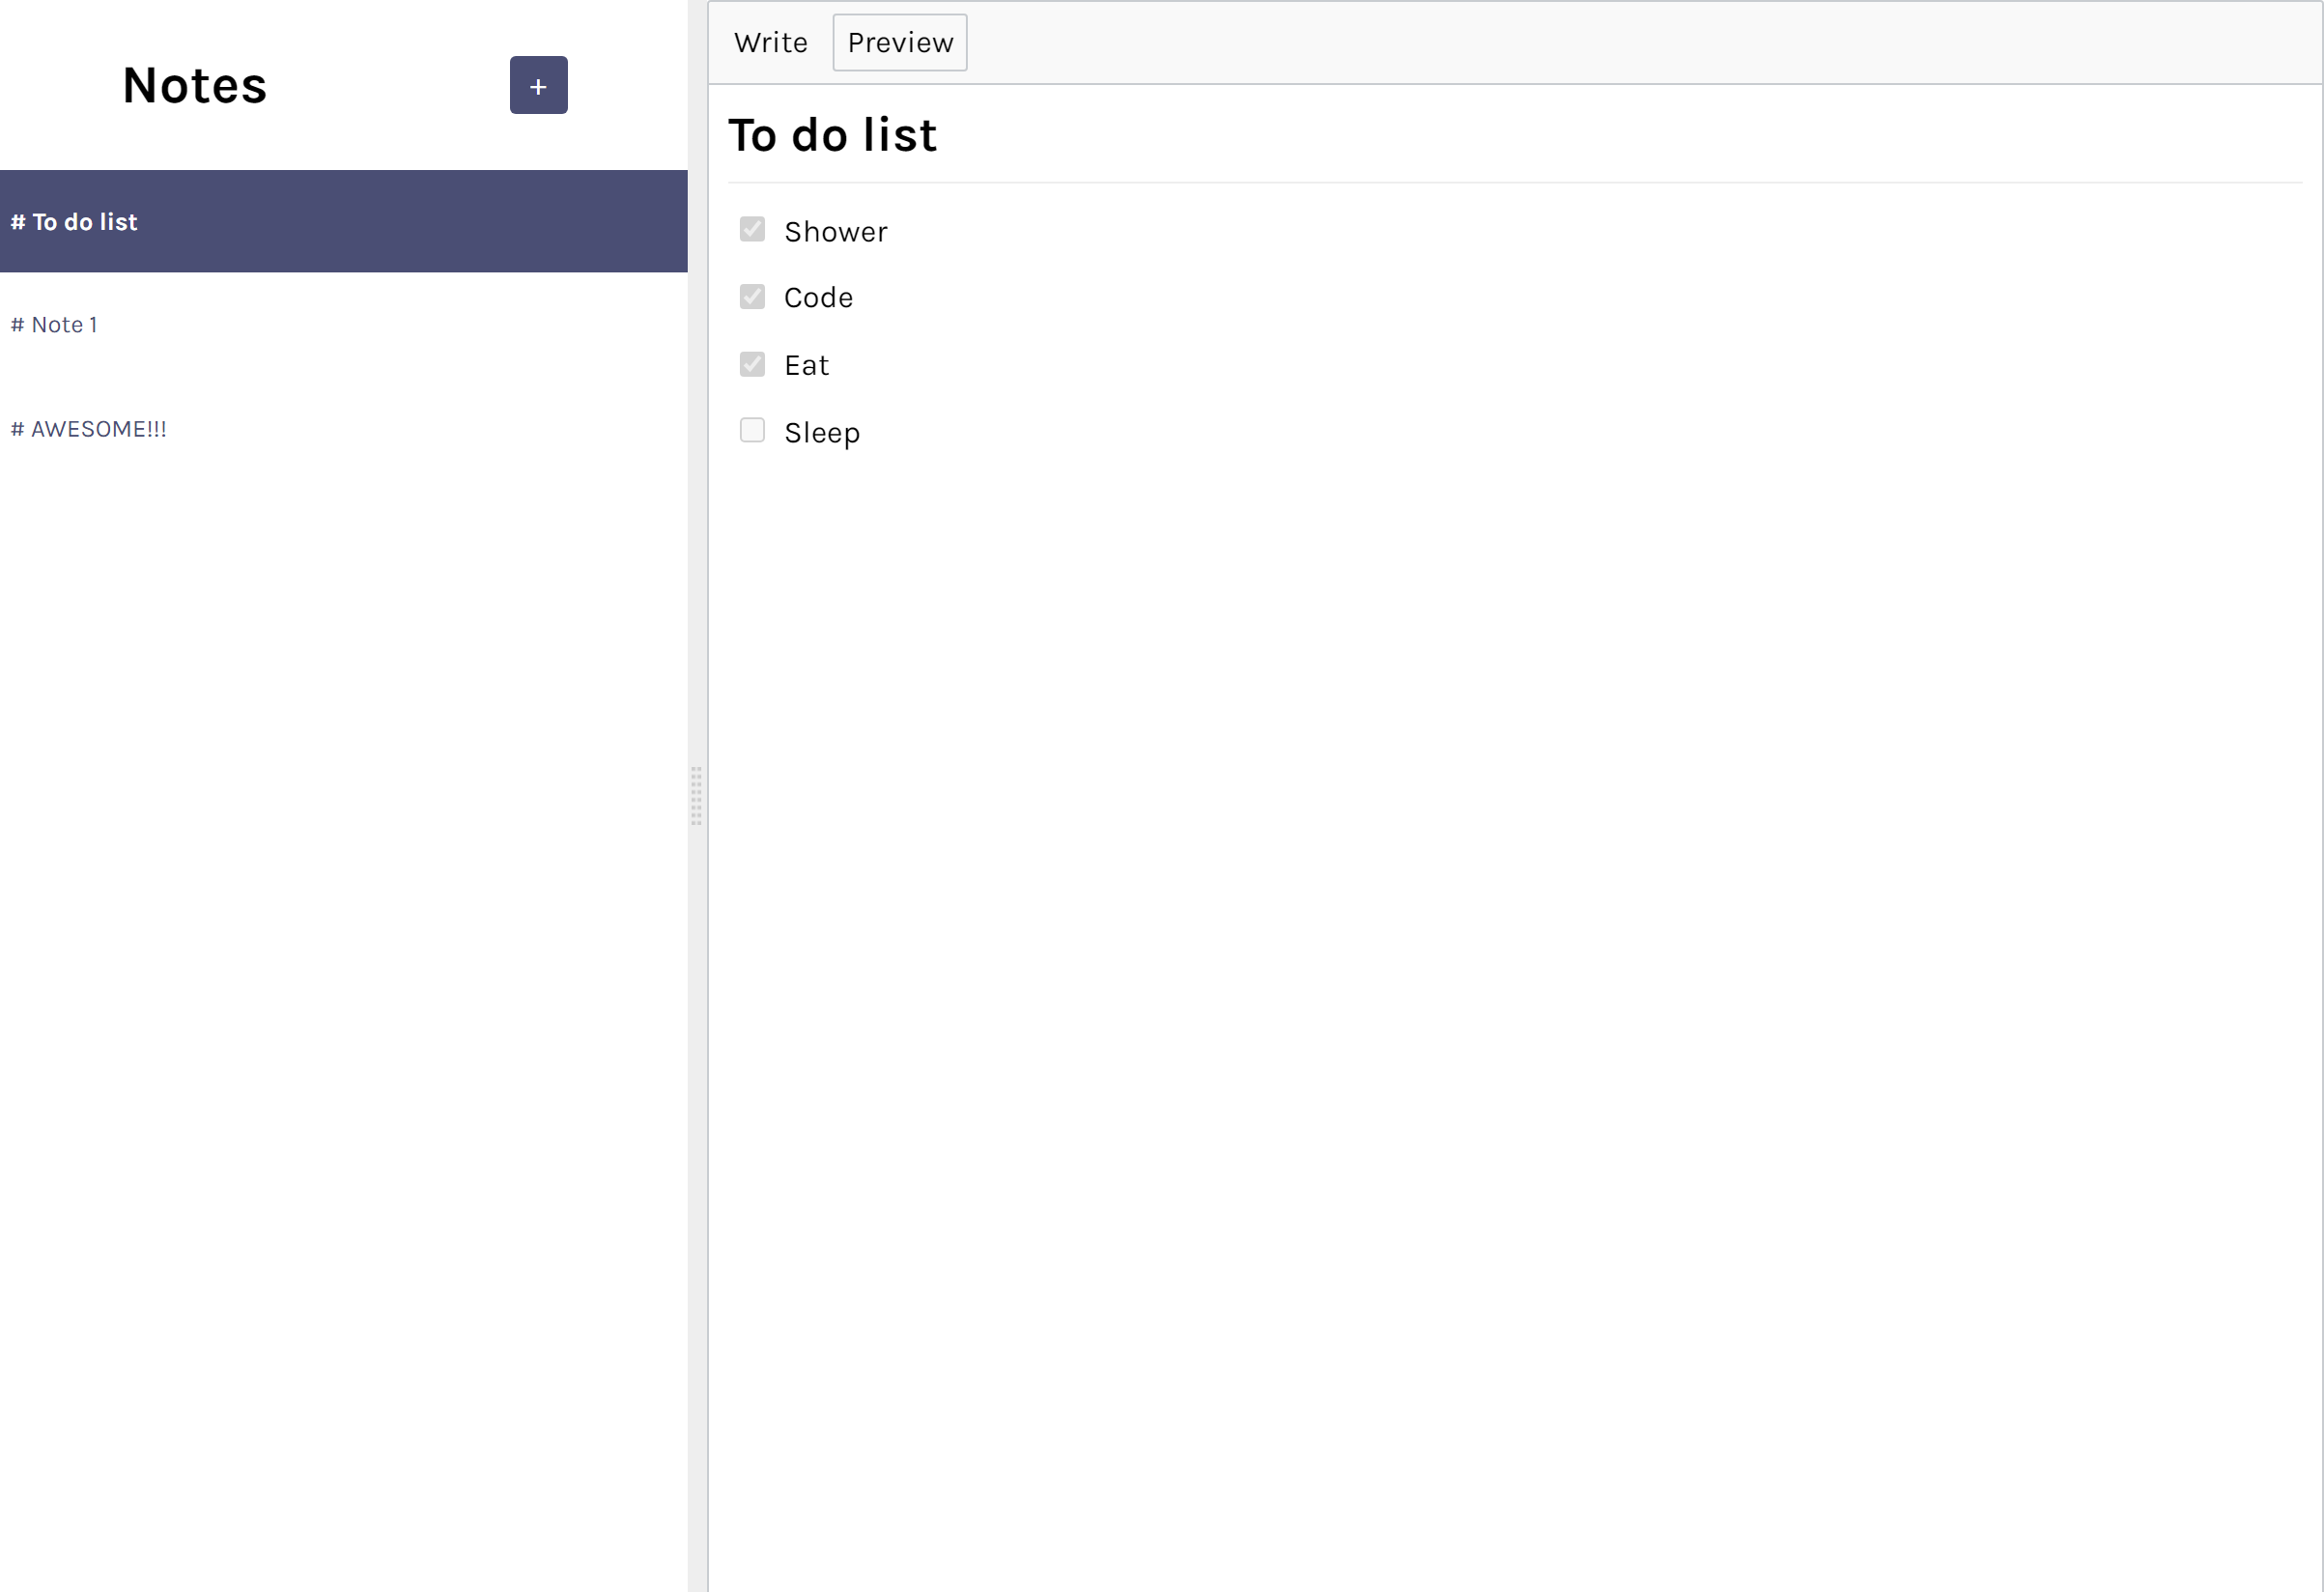 Notes
+
# To do list
# Note 1
# AWESOME!!!
Write Preview
To do list
Shower
Code
Eat
Sleep